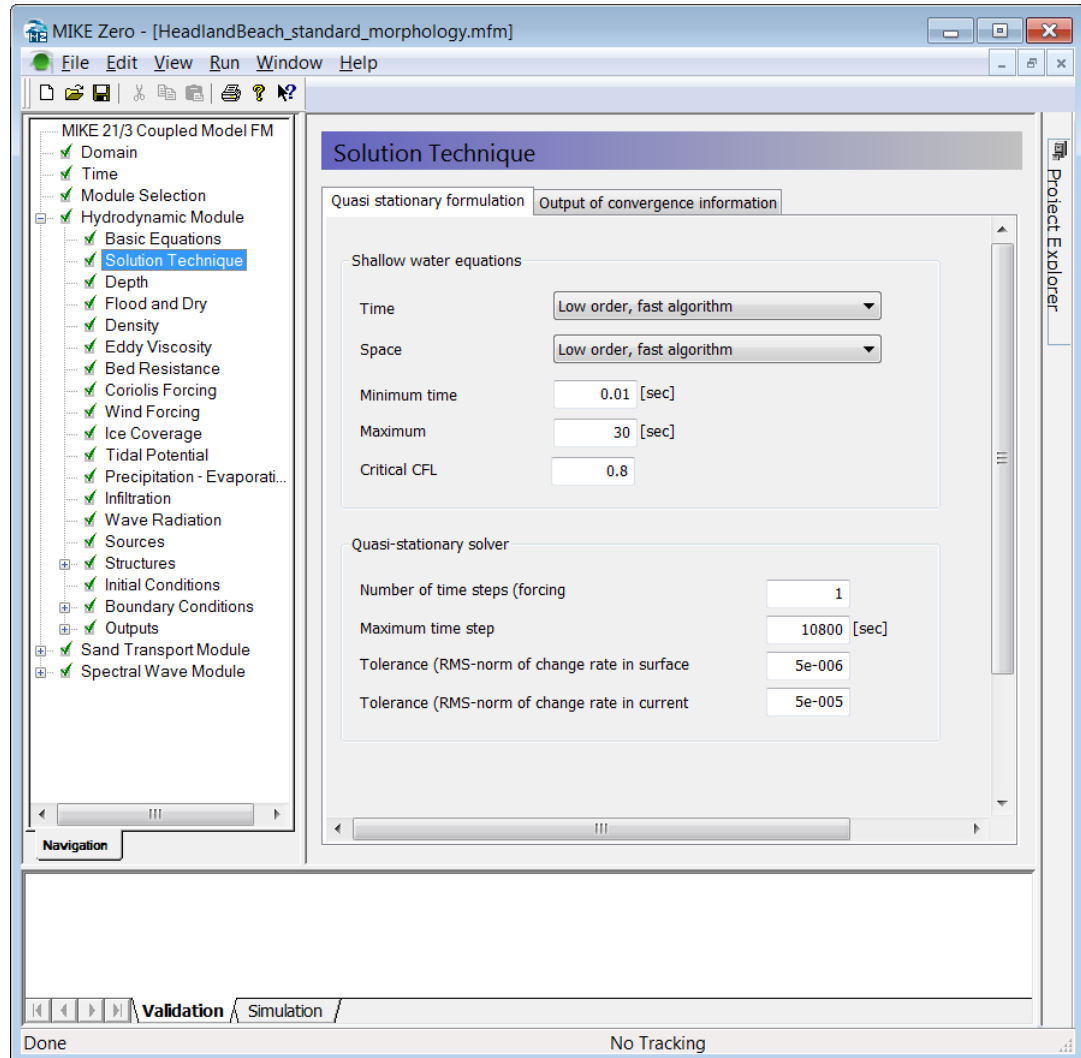 MIKE Zero - [HeadlandBeach_standard_morphology.mfm]
File Edit View Run Window Help
MIKE 21/3 Coupled Model FM
Domain
Time
Module Selection
Hydrodynamic Module
Basic Equations
Solution Technique
Depth
Flood and Dry
Density
Eddy Viscosity
Bed Resistance
Coriolis Forcing
Wind Forcing
Ice Coverage
Tidal Potential
Precipitation - Evaporati...
Infiltration
Wave Radiation
Sources
Structures
Initial Conditions
Boundary Conditions
Outputs
Sand Transport Module
Spectral Wave Module
Navigation
Solution Technique
Quasi stationary formulation Output of convergence information
Shallow water equations
Time Low order, fast algorithm
Space Low order, fast algorithm
Minimum time 0.01 [sec]
Maximum 30 [sec]
Critical CFL 0.8
Quasi-stationary solver
Number of time steps (forcing 1
Maximum time step 10800 [sec]
Tolerance (RMS-norm of change rate in surface 5e-006
Tolerance (RMS-norm of change rate in current 5e-005
Project Explorer
Validation Simulation
Done No Tracking